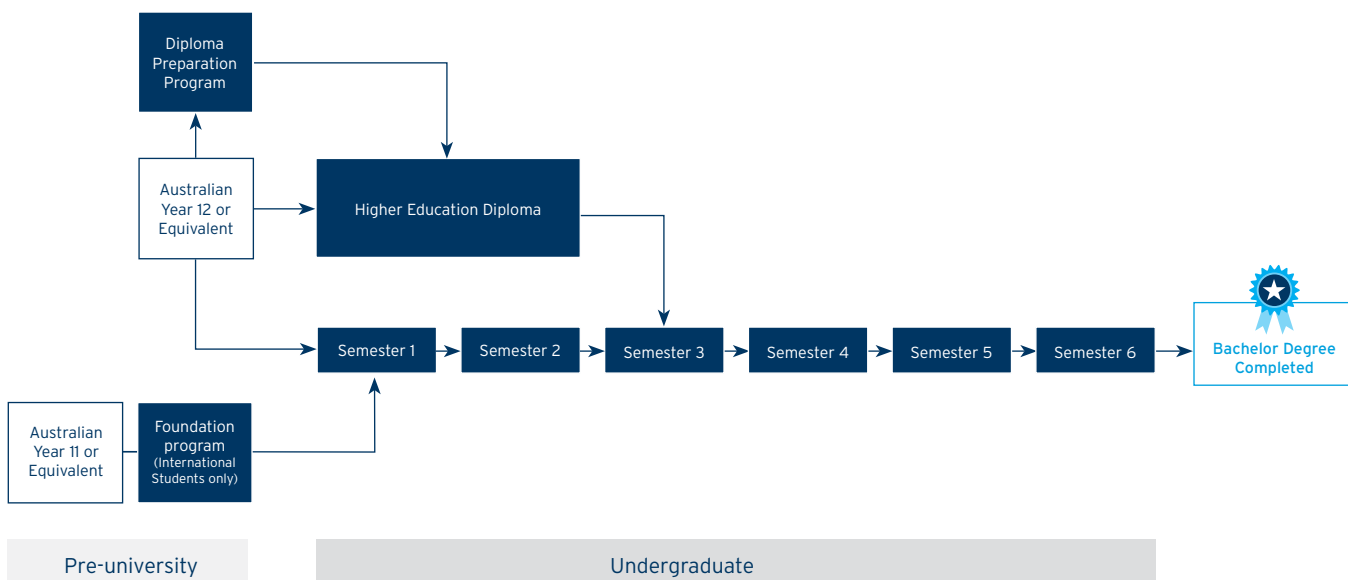 Diploma
Preparation
Program
Australian
Year 12 or
Equivalent
Higher Education Diploma
Semester 1
Semester 2
Semester 3
Semester 4
Semester 5
Semester 6
Bachelor Degree
Completed
Australian
Year 11 or
Equivalent
Foundation
program
(International
Students only)
Pre-university
Undergraduate